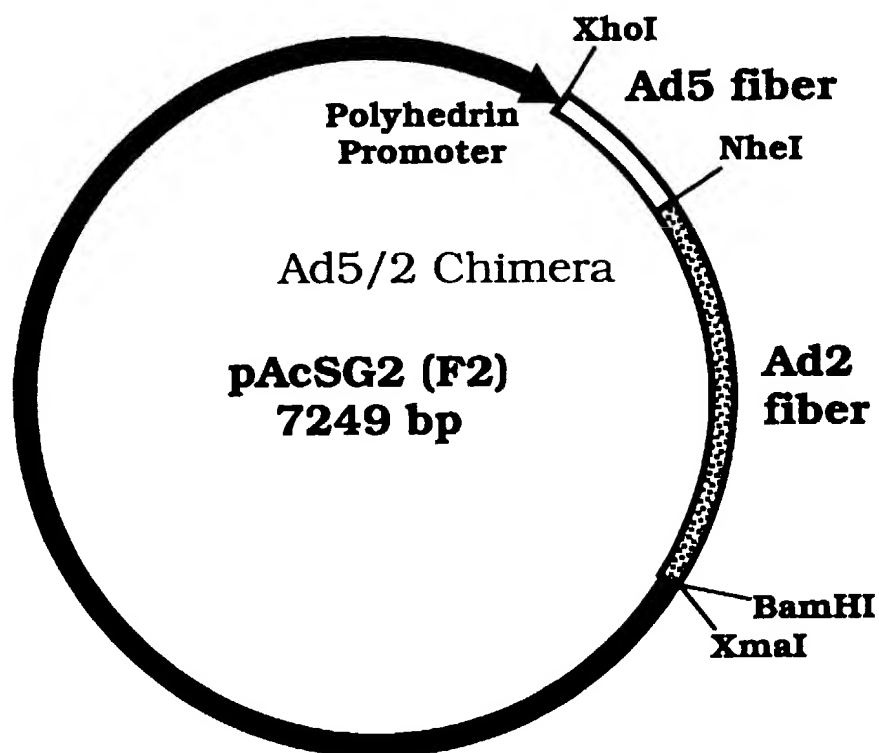 XhoI
Ad5 fiber
Polyhedrin
Promoter
NheI
Ad5/2 Chimera
pAcSG2 (F2)
7249 bp
Ad2
fiber
BamHI
XmaI